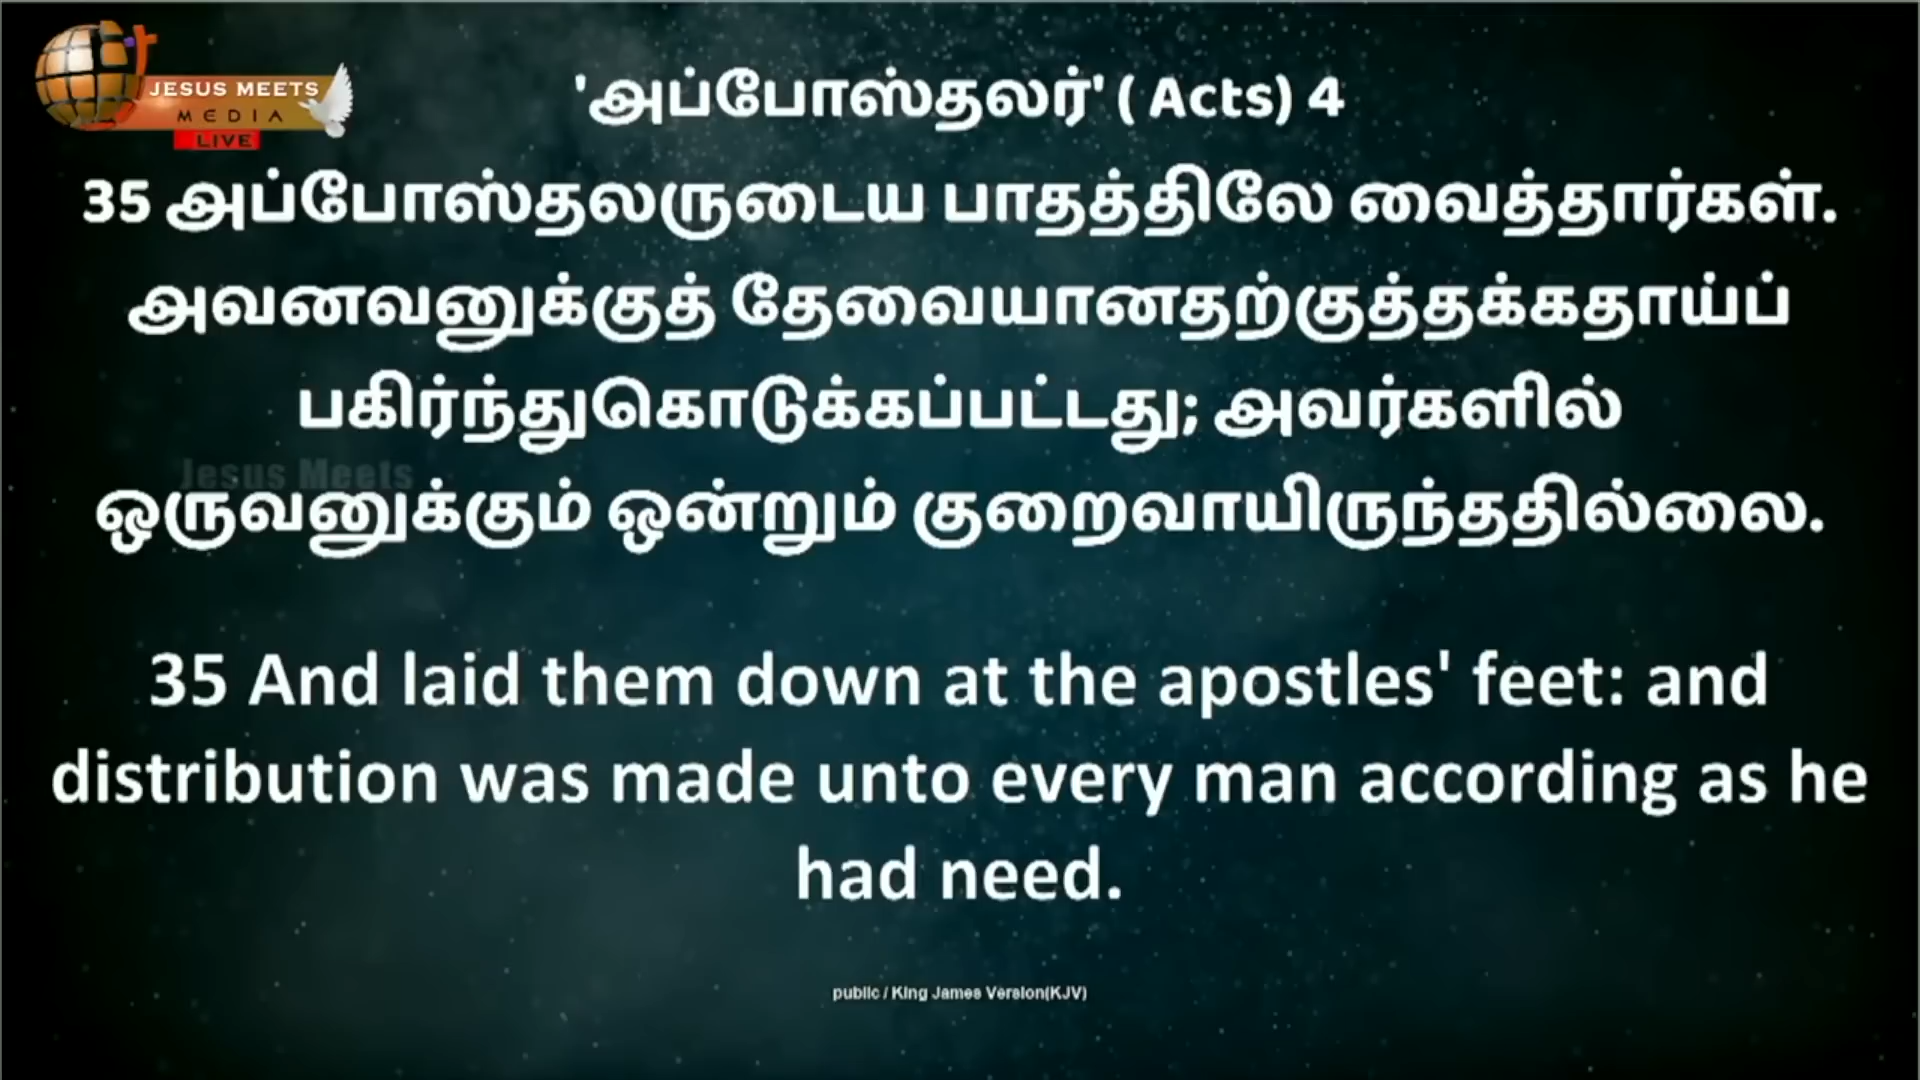 JESUS MEETS
MEDIA
LIVE
'அப்போஸ்தலர்' ( Acts) 4
35 அப்போஸ்தலருடைய பாதத்திலே வைத்தார்கள்.
அவனவனுக்குத் தேவையானதற்குத்தக்கதாய்ப்
பகிர்ந்துகொடுக்கப்பட்டது; அவர்களில்
Jesus Meets
ஒருவனுக்கும் ஒன்றும் குறைவாயிருந்ததில்லை.
35 And laid them down at the apostles' feet: and
distribution was made unto every man according as he
had need.
public / King James Version(KJV)